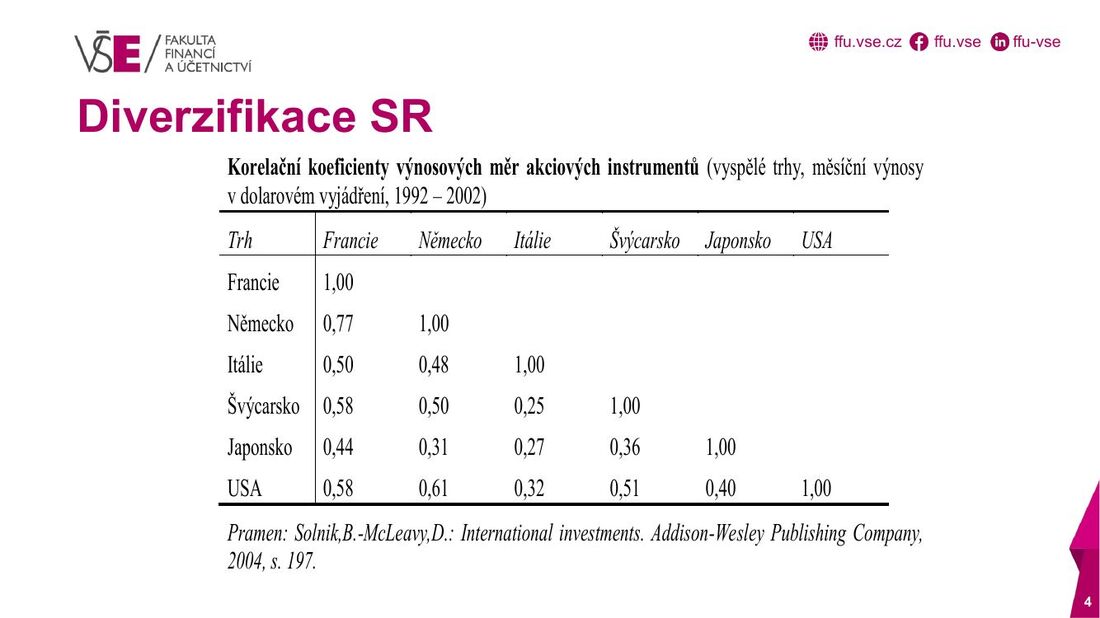 VŠE / FAKULTA
FINANCÍ
A ÚČETNICTVÍ
ffu.vse.cz ffu.vse ffu-vse
Diverzifikace SR
Korelační koeficienty výnosových měr akciových instrumentů (vyspělé trhy, měsíční výnosy
v dolarovém vyjádření, 1992 – 2002)
Trh Francie Německo Itálie Švýcarsko Japonsko USA
Francie 1,00
Německo 0,77 1,00
Itálie 0,50 0,48 1,00
Švýcarsko 0,58 0,50 0,25 1,00
Japonsko 0,44 0,31 0,27 0,36 1,00
USA 0,58 0,61 0,32 0,51 0,40 1,00
Pramen: Solnik,B.-McLeavy,D.: International investments. Addison-Wesley Publishing Company,
2004, s. 197.
4